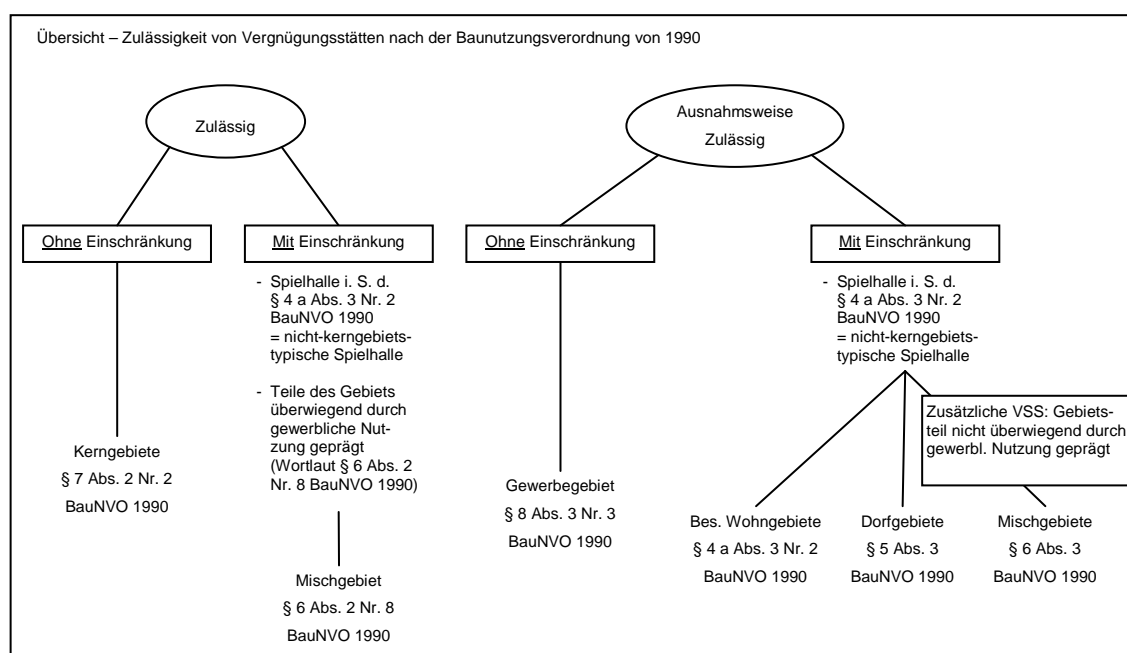 Übersicht – Zulässigkeit von Vergnügungsstätten nach der Baunutzungsverordnung von 1990
Zulässig
Ausnahmsweise
Zulässig
Ohne Einschränkung
Mit Einschränkung
Ohne Einschränkung
Mit Einschränkung
- Spielhalle i. S. d.
§ 4 a Abs. 3 Nr. 2
BauNVO 1990
= nicht-kerngebiets-
typische Spielhalle
- Teile des Gebiets
überwiegend durch
gewerbliche Nut-
zung geprägt
(Wortlaut § 6 Abs. 2
Nr. 8 BauNVO 1990)
- Spielhalle i. S. d.
§ 4 a Abs. 3 Nr. 2
BauNVO 1990
= nicht-kerngebiets-
typische Spielhalle
Zusätzliche VSS: Gebiets-
teil nicht überwiegend durch
gewerbl. Nutzung geprägt
Kerngebiete
§ 7 Abs. 2 Nr. 2
BauNVO 1990
Mischgebiet
§ 6 Abs. 2 Nr. 8
BauNVO 1990
Gewerbegebiet
§ 8 Abs. 3 Nr. 3
BauNVO 1990
Bes. Wohngebiete
§ 4 a Abs. 3 Nr. 2
BauNVO 1990
Dorfgebiete
§ 5 Abs. 3
BauNVO 1990
Mischgebiete
§ 6 Abs. 3
BauNVO 1990